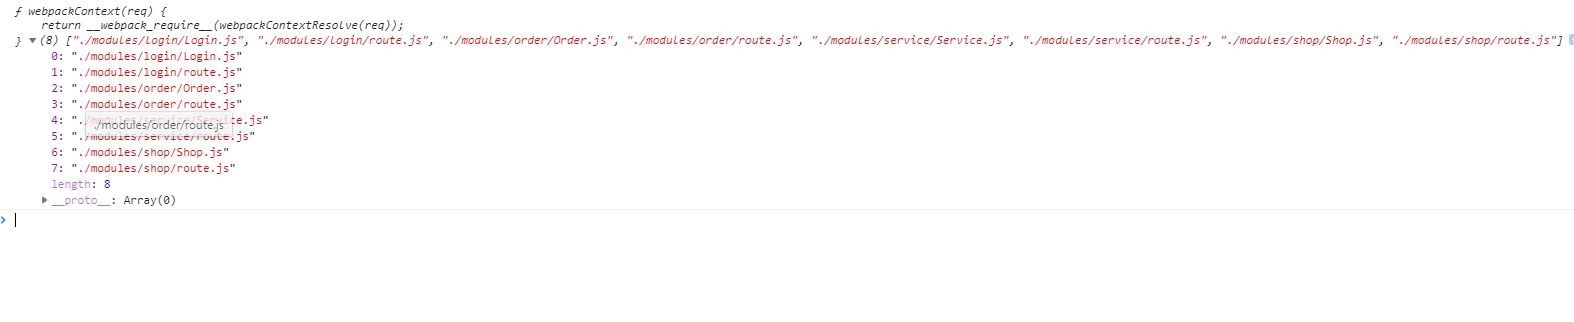 ƒ webpackContext(req) {
return __webpack_require__(webpackContextResolve(req));
} ▼(8) ["./modules/login/Login.js", "./modules/login/route.js", "./modules/order/Order.js", "./modules/order/route.js", "./modules/service/Service.js", "./modules/service/route.js", "./modules/shop/Shop.js", "./modules/shop/route.js"]
0: "./modules/login/Login.js"
1: "./modules/login/route.js"
2: "./modules/order/Order.js"
3: "./modules/order/route.js"
4: "./modules/service/Service.js"
./modules/order/route.js
5: "./modules/service/route.js"
6: "./modules/shop/Shop.js"
7: "./modules/shop/route.js"
length: 8
▶ __proto__: Array(0)
>